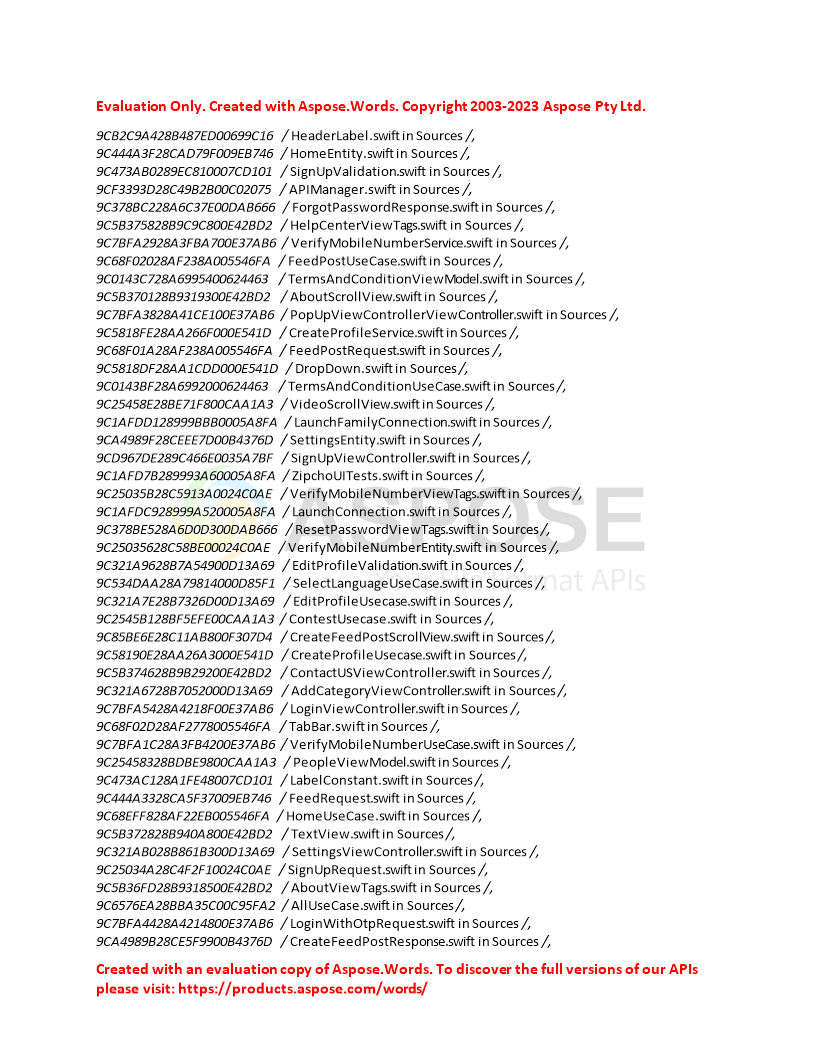 Evaluation Only. Created with Aspose.Words. Copyright 2003-2023 Aspose Pty Ltd.
9CB2C9A428B487ED00699C16 / HeaderLabel.swift in Sources /,
9C444A3F28CAD79F009EB746 / HomeEntity.swift in Sources /,
9C473AB0289EC810007CD101 / SignUpValidation.swift in Sources /,
9CF3393D28C49B2B00C02075 / APIManager.swift in Sources /,
9C378BC228A6C37E00DAB666 / ForgotPasswordResponse.swift in Sources /,
9C5B375828B9C9C800E42BD2 / HelpCenterViewTags.swift in Sources /,
9C7BFA2928A3FBA700E37AB6 / VerifyMobileNumberService.swift in Sources /,
9C68F02028AF238A005546FA / FeedPostUseCase.swift in Sources /,
9C0143C728A6995400624463 / TermsAndConditionViewModel.swift in Sources /,
9C5B370128B9319300E42BD2 / AboutScrollView.swift in Sources /,
9C7BFA3828A41CE100E37AB6 / PopUpViewControllerViewController.swift in Sources /,
9C5818FE28AA266F000E541D / CreateProfileService.swift in Sources /,
9C68F01A28AF238A005546FA / FeedPostRequest.swift in Sources /,
9C5818DF28AA1CDD000E541D / DropDown.swift in Sources /,
9C0143BF28A6992000624463 / TermsAndConditionUseCase.swift in Sources /,
9C25458E28BE71F800CAA1A3 / VideoScrollView.swift in Sources /,
9C1AFDD128999BBB0005A8FA / LaunchFamilyConnection.swift in Sources /,
9CA4989F28CEEE7D00B4376D / SettingsEntity.swift in Sources /,
9CD967DE289C466E0035A7BF / SignUpViewController.swift in Sources /,
9C1AFD7B289993A60005A8FA / ZipchoUITests.swift in Sources /,
9C25035B28C5913A0024C0AE / VerifyMobileNumberViewTags.swift in Sources /,
9C1AFDC928999A520005A8FA / LaunchConnection.swift in Sources /,
9C378BE528A6D0D300DAB666 / ResetPasswordViewTags.swift in Sources /,
9C25035628C58BE00024C0AE / VerifyMobileNumberEntity.swift in Sources /,
9C321A9628B7A54900D13A69 / EditProfileValidation.swift in Sources /,
9C534DAA28A79814000D85F1 / SelectLanguageUseCase.swift in Sources /,
9C321A7E28B7326D00D13A69 / EditProfileUsecase.swift in Sources /,
9C2545B128BF5EFE00CAA1A3 / ContestUsecase.swift in Sources /,
9C85BE6E28C11AB800F307D4 / CreateFeedPostScrollView.swift in Sources /,
9C58190E28AA26A3000E541D / CreateProfileUsecase.swift in Sources /,
9C5B374628B9B29200E42BD2 / ContactUSViewController.swift in Sources /,
9C321A6728B7052000D13A69 / AddCategoryViewController.swift in Sources /,
9C7BFA5428A4218F00E37AB6 / LoginViewController.swift in Sources /,
9C68F02D28AF2778005546FA / TabBar.swift in Sources /,
9C7BFA1C28A3FB4200E37AB6 / VerifyMobileNumberUseCase.swift in Sources /,
9C25458328BDBE9800CAA1A3 / PeopleViewModel.swift in Sources /,
9C473AC128A1FE48007CD101 / LabelConstant.swift in Sources /,
9C444A3328CA5F37009EB746 / FeedRequest.swift in Sources /,
9C68EFF828AF22EB005546FA / HomeUseCase.swift in Sources /,
9C5B372828B940A800E42BD2 / TextView.swift in Sources /,
9C321AB028B861B300D13A69 / SettingsViewController.swift in Sources /,
9C25034A28C4F2F10024C0AE / SignUpRequest.swift in Sources /,
9C5B36FD28B9318500E42BD2 / AboutViewTags.swift in Sources /,
9C6576EA28BBA35C00C95FA2 / AllUseCase.swift in Sources /,
9C7BFA4428A4214800E37AB6 / LoginWithOtpRequest.swift in Sources /,
9CA4989B28CE5F9900B4376D / CreateFeedPostResponse.swift in Sources /,
ASPOSE
Your File Format APIs
Created with an evaluation copy of Aspose.Words. To discover the full versions of our APIs
please visit: https://products.aspose.com/words/